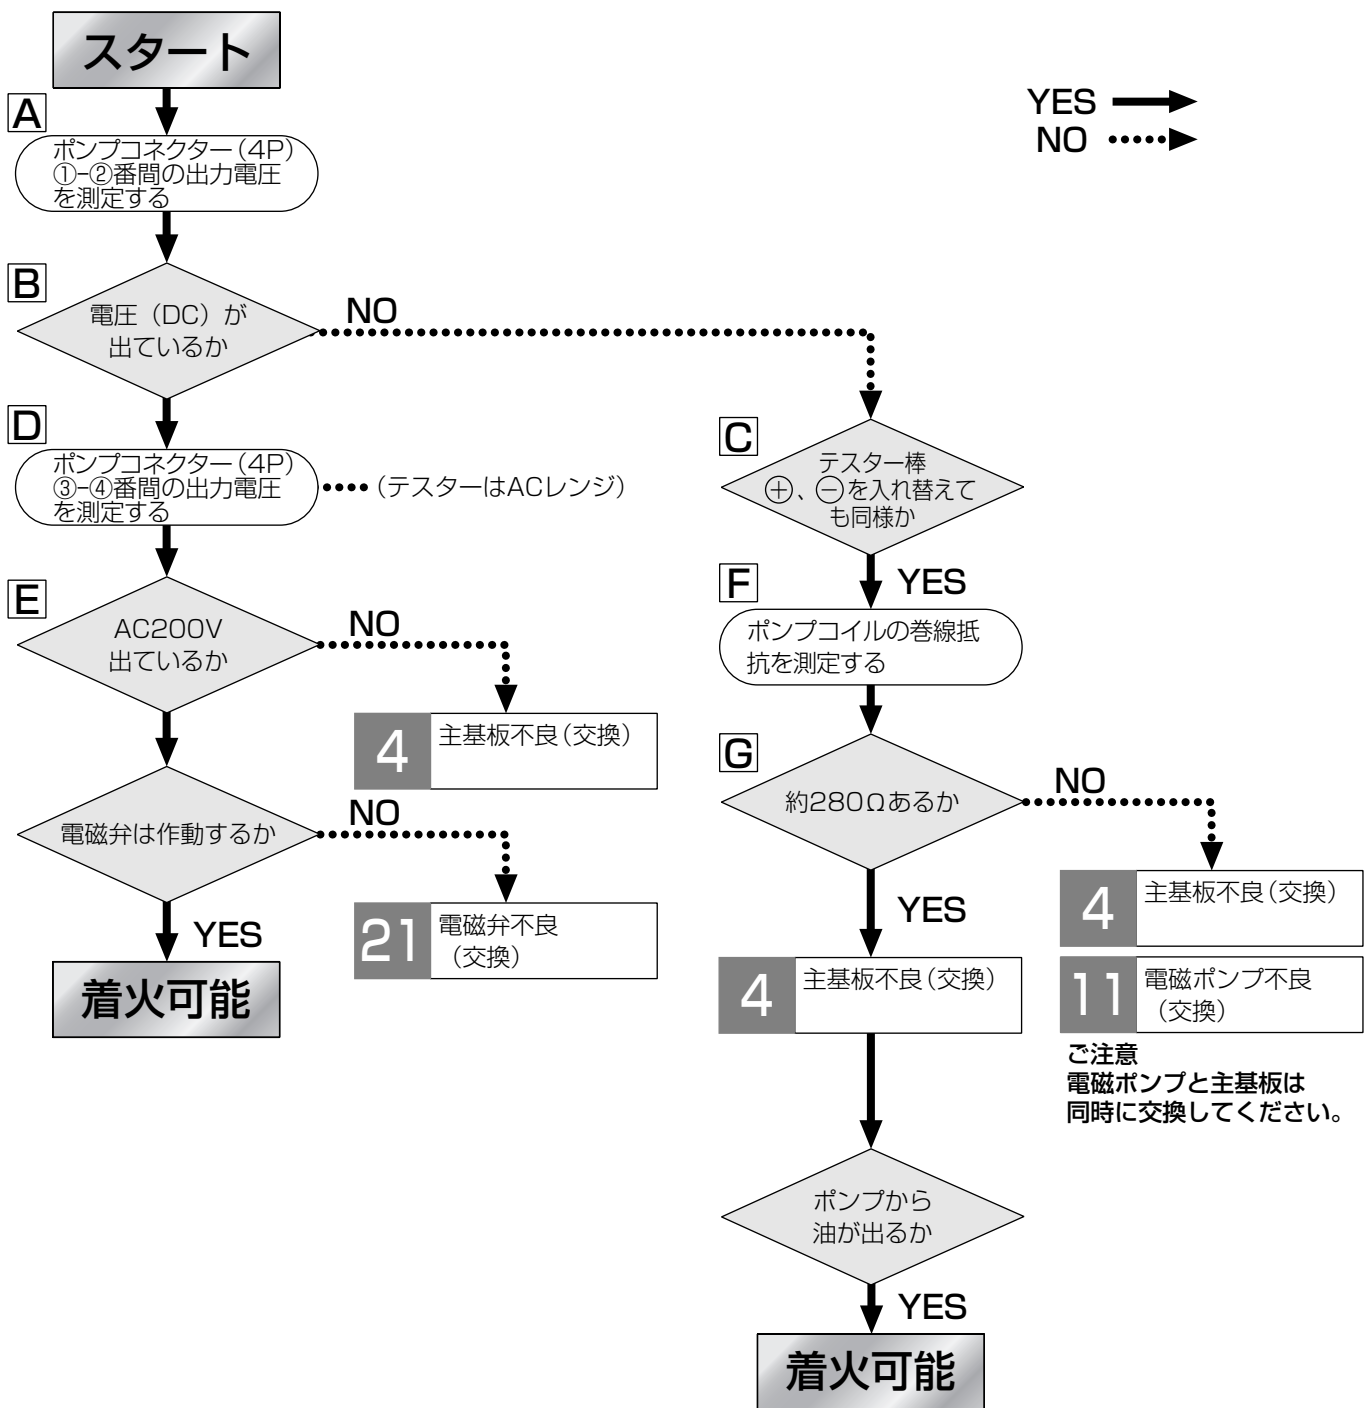 スタート
YES
NO
A
ポンプコネクター(4P)
①-②番間の出力電圧
を測定する
B
電圧（DC）が
出ているか
NO
D
ポンプコネクター(4P)
③-④番間の出力電圧
を測定する
(テスターはACレンジ)
E
AC200V
出ているか
NO
4
主基板不良(交換)
電磁弁は作動するか
NO
21
電磁弁不良
（交換）
YES
着火可能
C
テスター棒
⊕、⊖を入れ替えて
も同様か
YES
F
ポンプコイルの巻線抵
抗を測定する
G
約280Ωあるか
NO
4
主基板不良(交換)
11
電磁ポンプ不良
（交換）
ご注意
電磁ポンプと主基板は
同時に交換してください。
YES
4
主基板不良(交換)
ポンプから
油が出るか
YES
着火可能